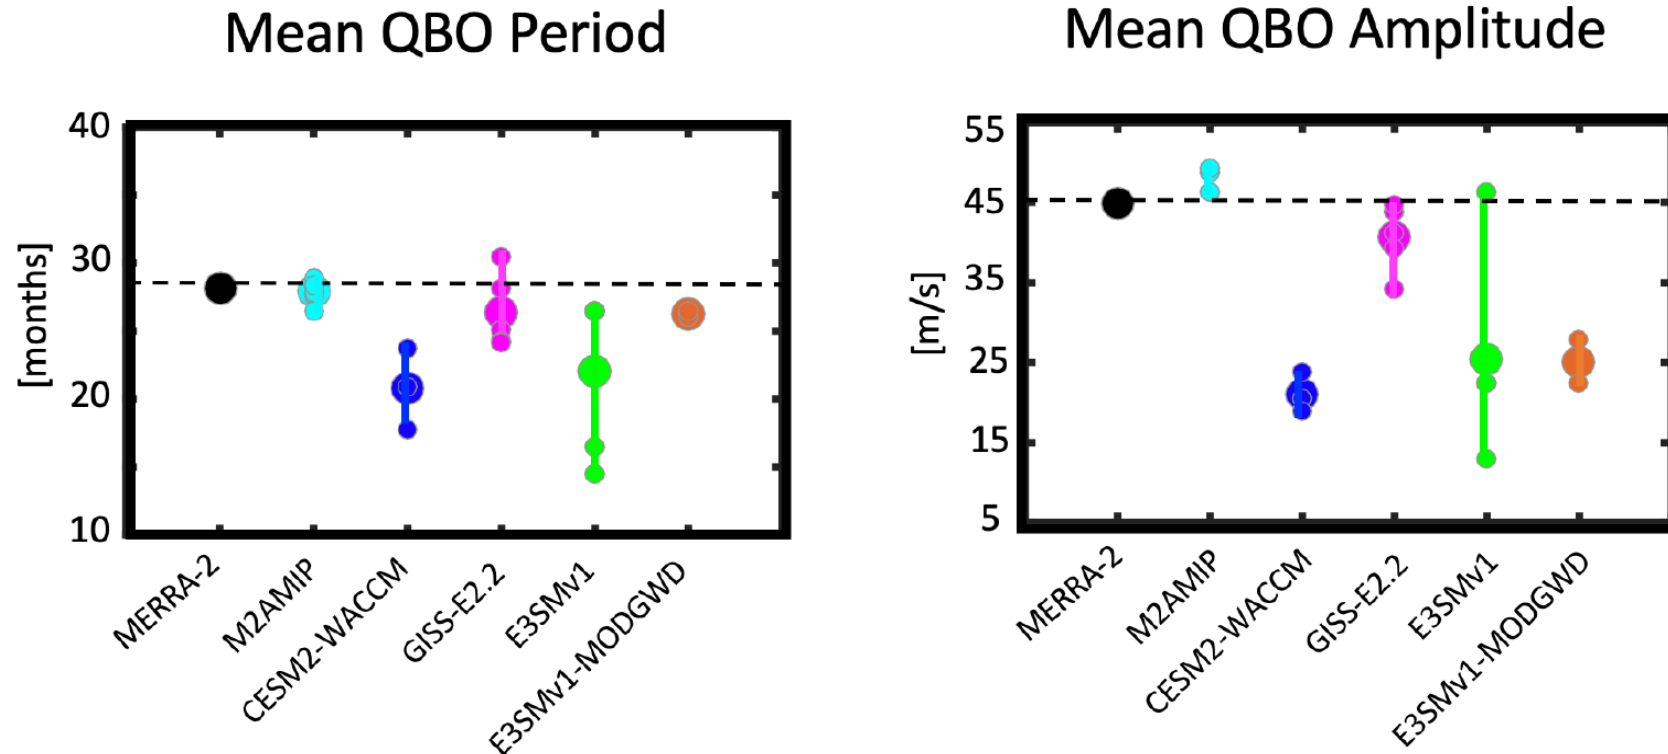 Mean QBO Period
40
30
20
10
[months]
MERRA-2
M2AMIP
CESM2-WACCM
GISS-E2.2
E3SMv1
E3SMv1-MODGWD
Mean QBO Amplitude
55
45
35
25
15
5
[m/s]
MERRA-2
M2AMIP
CESM2-WACCM
GISS-E2.2
E3SMv1
E3SMv1-MODGWD